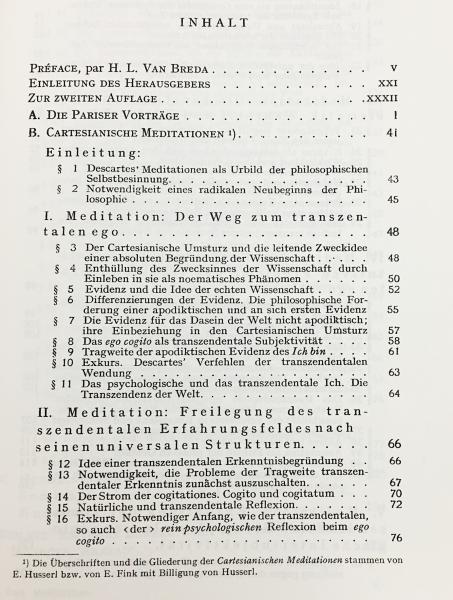 INHALT
PRÉFACE, par H. L. VAN BREDA . . . . . . . . . . . . . V
EINLEITUNG DES HERAUSGEBERS . . . . . . . . . . . . XXI
ZUR ZWEITEN AUFLAGE . . . . . . . . . . . . . . . . . XXXII
A. DIE PARISER VORTRÄGE . . . . . . . . . . . . . . . 1
B. CARTESIANISCHE MEDITATIONEN ¹). . . . . . . . . . 41
Einleitung:
§ 1 Descartes' Meditationen als Urbild der philosophischen
Selbstbesinnung. . . . . . . . . . . . . . . . . . 43
§ 2 Notwendigkeit eines radikalen Neubeginns der Phi-
losophie . . . . . . . . . . . . . . . . . . . . . 45
I. Meditation: Der Weg zum transzen-
talen ego. . . . . . . . . . . . . . . . . . . . . 48
§ 3 Der Cartesianische Umsturz und die leitende Zweckidee
einer absoluten Begründung der Wissenschaft . . . . 48
§ 4 Enthüllung des Zwecksinnes der Wissenschaft durch
Einleben in sie als noematisches Phänomen . . . . . 50
§ 5 Evidenz und die Idee der echten Wissenschaft . . . . 52
§ 6 Differenzierungen der Evidenz. Die philosophische For-
derung einer apodiktischen und an sich ersten Evidenz 55
§ 7 Die Evidenz für das Dasein der Welt nicht apodiktisch;
ihre Einbeziehung in den Cartesianischen Umsturz 57
§ 8 Das ego cogito als transzendentale Subjektivität . . . 58
§ 9 Tragweite der apodiktischen Evidenz des Ich bin . . . 61
§ 10 Exkurs. Descartes' Verfehlen der transzendentalen
Wendung . . . . . . . . . . . . . . . . . . . . . 63
§ 11 Das psychologische und das transzendentale Ich. Die
Transzendenz der Welt. . . . . . . . . . . . . . . 64
II. Meditation: Freilegung des tran-
szendentalen Erfahrungsfeldes nach
seinen universalen Strukturen. . . . . . . 66
§ 12 Idee einer transzendentalen Erkenntnisbegründung . . 66
§ 13 Notwendigkeit, die Probleme der Tragweite transzen-
dentaler Erkenntnis zunächst auszuschalten. . . . . 67
§ 14 Der Strom der cogitationes. Cogito und cogitatum . . . 70
§ 15 Natürliche und transzendentale Reflexion. . . . . . 72
§ 16 Exkurs. Notwendiger Anfang, wie der transzendentalen,
so auch <der> rein psychologischen Reflexion beim ego
cogito . . . . . . . . . . . . . . . . . . . . . . 76
¹) Die Überschriften und die Gliederung der Cartesianischen Meditationen stammen von
E. Husserl bzw. von E. Fink mit Billigung von Husserl.